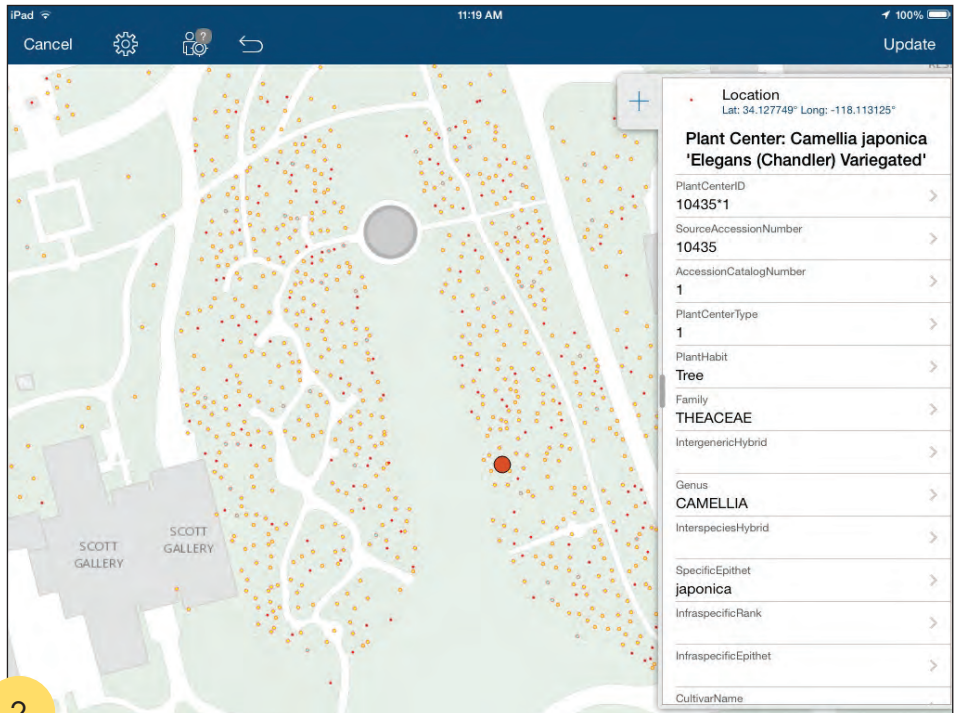 iPad 11:19 AM 100%
Cancel Update
Location
Lat: 34.127749° Long: -118.113125°
Plant Center: Camellia japonica
'Elegans (Chandler) Variegated'
PlantCenterID
10435*1
SourceAccessionNumber
10435
AccessionCatalogNumber
1
PlantCenterType
1
PlantHabit
Tree
Family
THEACEAE
IntergenericHybrid
Genus
CAMELLIA
InterspeciesHybrid
SpecificEpithet
japonica
InfraspecificRank
InfraspecificEpithet
CultivarName
SCOTT
GALLERY
SCOTT
GALLERY
2